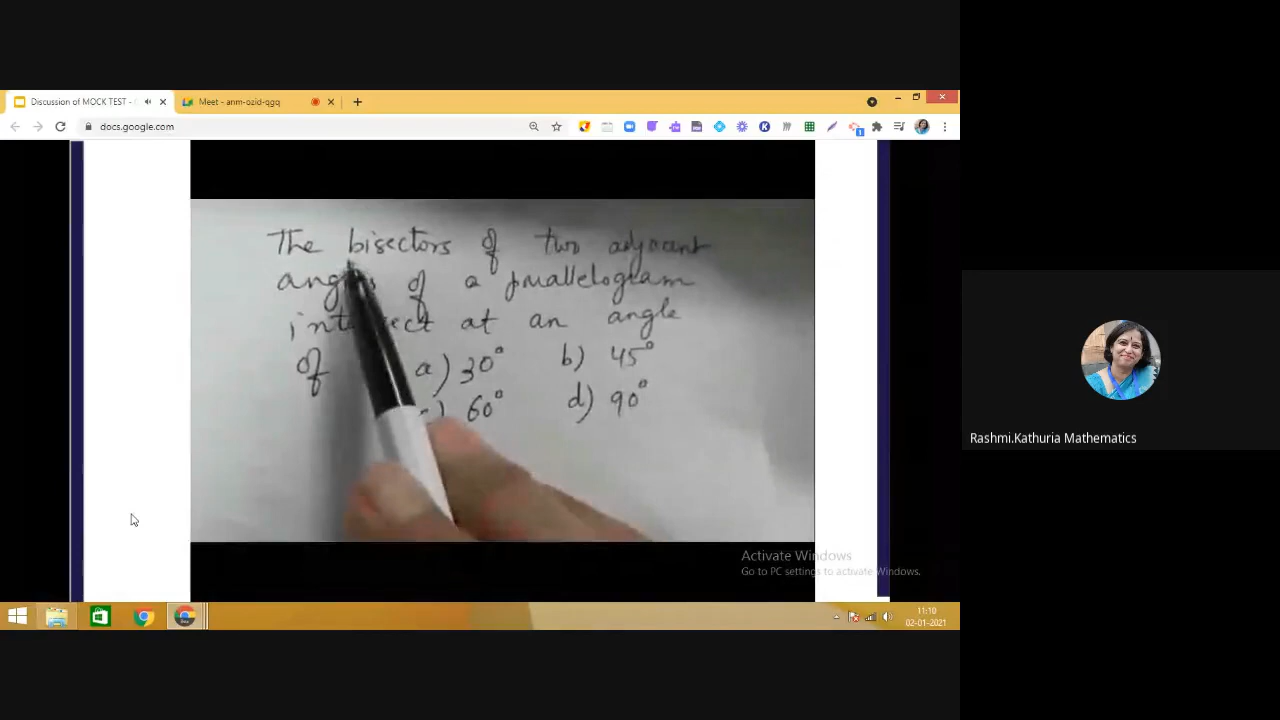 Discussion of MOCK TEST -
Meet - anm-ozid-qgq
docs.google.com
The bisectors of two adjacent
angles of a prallelogram
intersect at an angle
of a) 30° b) 45°
c) 60° d) 90°
Rashmi.Kathuria Mathematics
Activate Windows
Go to PC settings to activate Windows.
11:10
02-01-2021